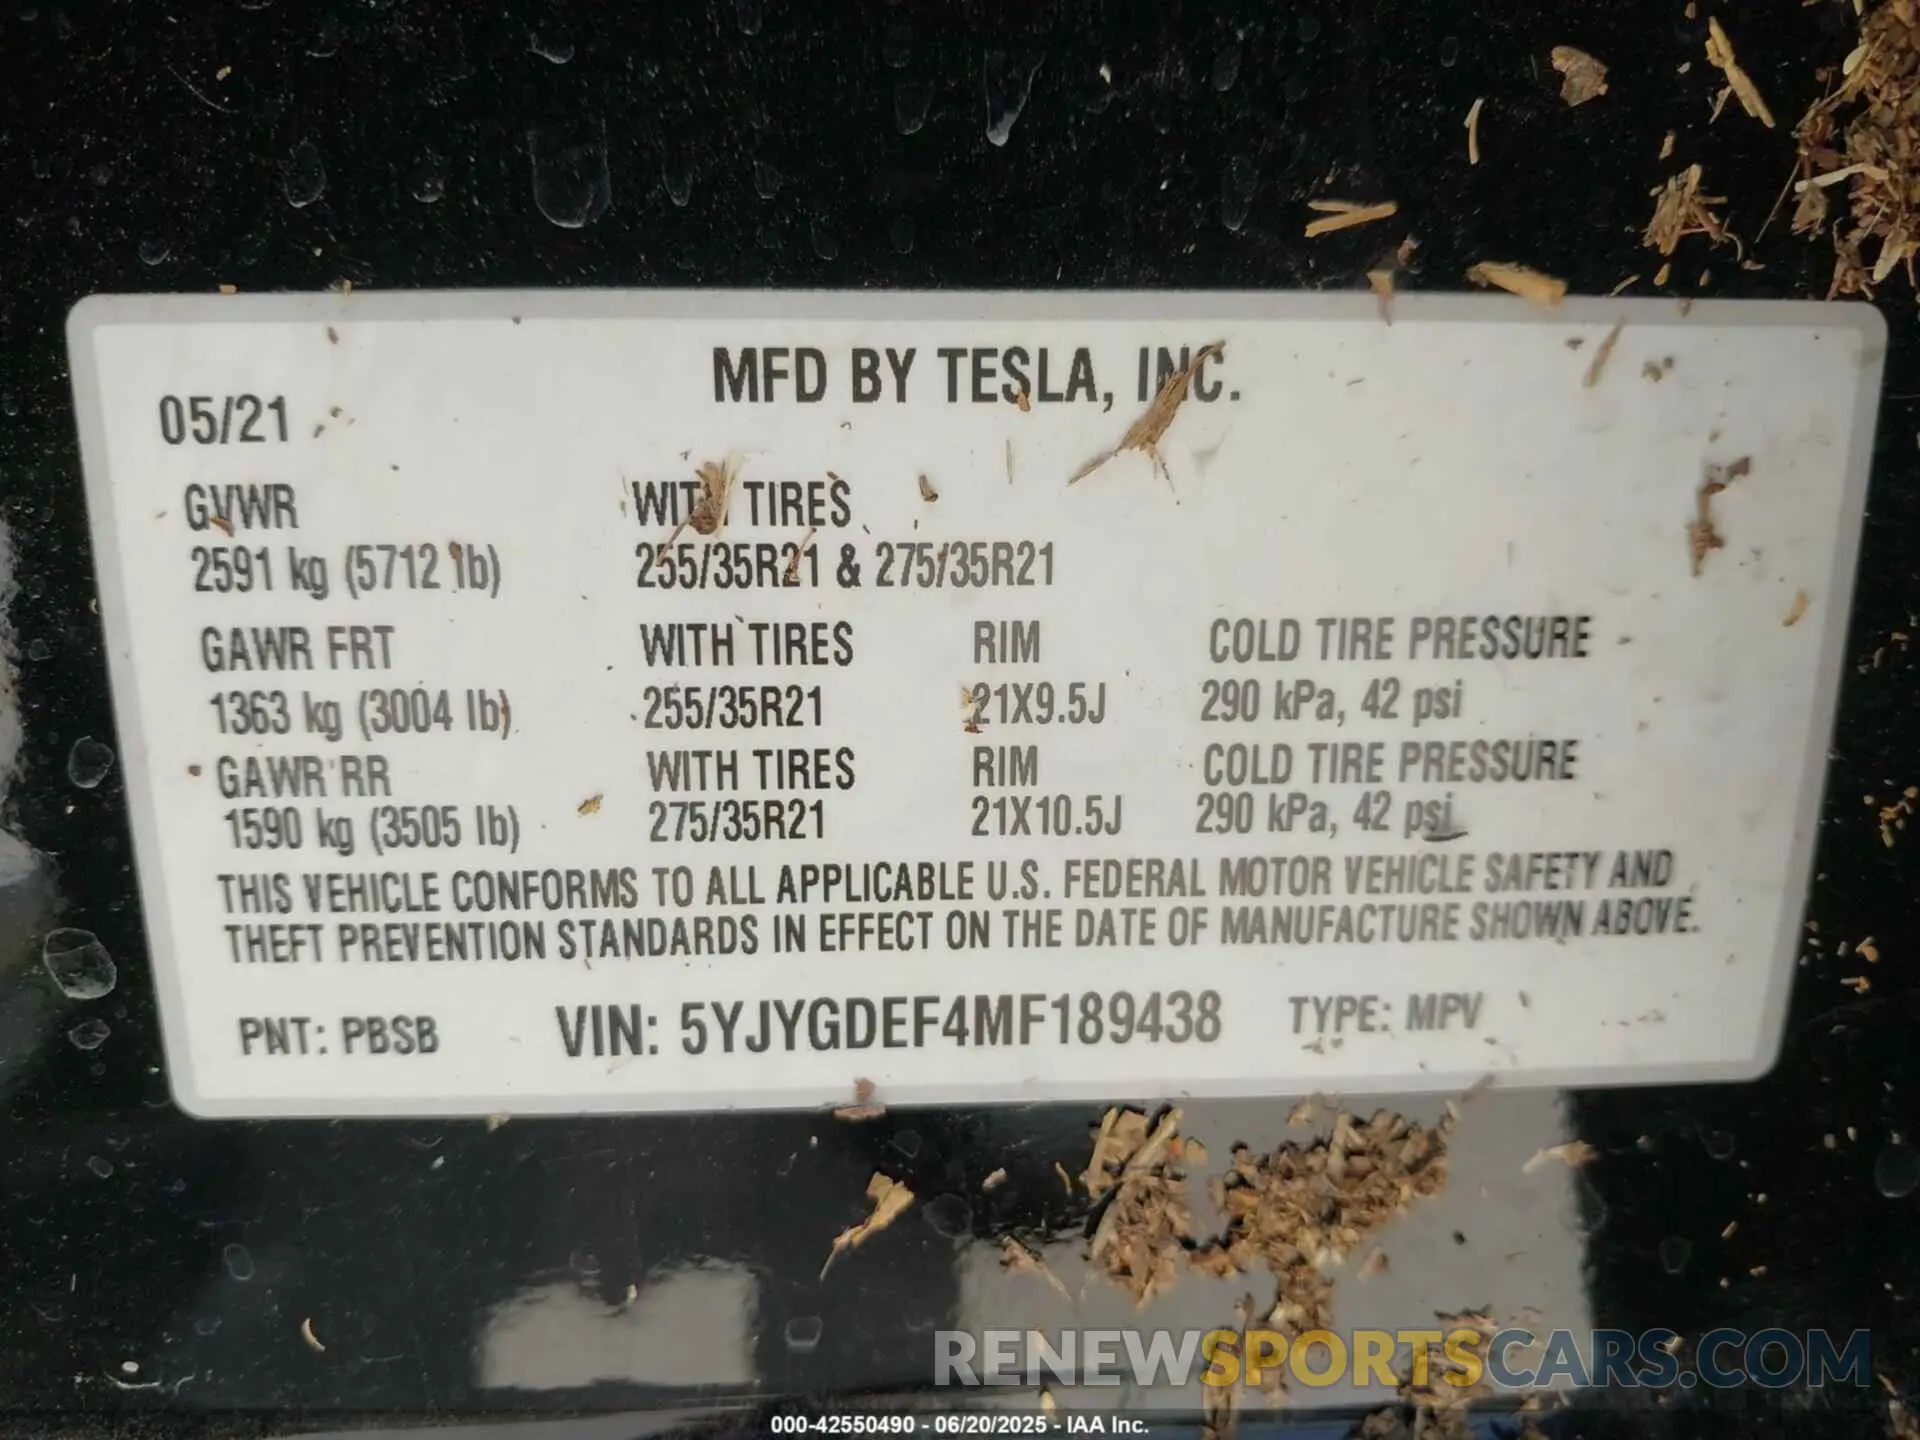 MFD BY TESLA, INC.
05/21
GVWR WITH TIRES
2591 kg (5712 lb) 255/35R21 & 275/35R21
GAWR FRT WITH TIRES RIM COLD TIRE PRESSURE
1363 kg (3004 lb) 255/35R21 21X9.5J 290 kPa, 42 psi
GAWR RR WITH TIRES RIM COLD TIRE PRESSURE
1590 kg (3505 lb) 275/35R21 21X10.5J 290 kPa, 42 psi
THIS VEHICLE CONFORMS TO ALL APPLICABLE U.S. FEDERAL MOTOR VEHICLE SAFETY AND
THEFT PREVENTION STANDARDS IN EFFECT ON THE DATE OF MANUFACTURE SHOWN ABOVE.
PNT: PBSB VIN: 5YJYGDEF4MF189438 TYPE: MPV
RENEWSPORTSCARS.COM
000-42550490 - 06/20/2025 - IAA Inc.